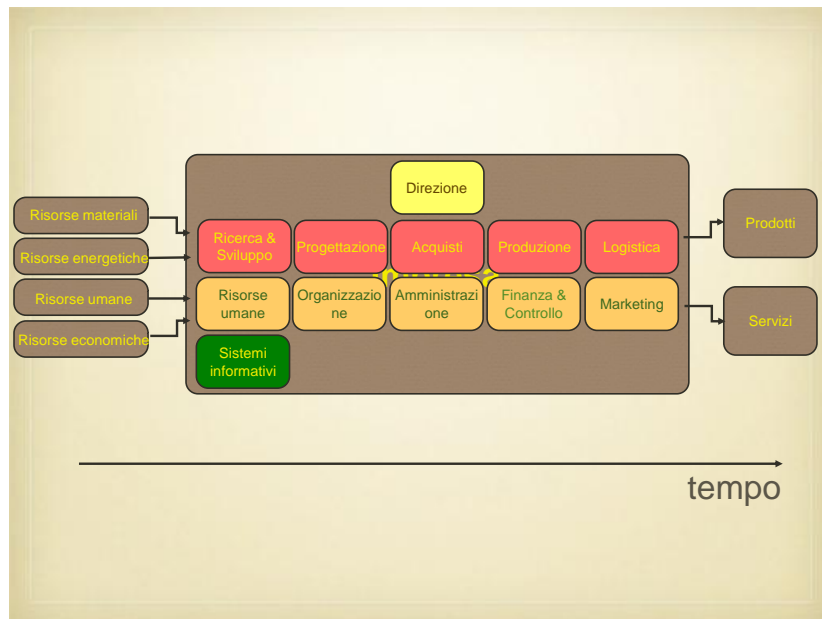 Direzione
Risorse materiali
Risorse energetiche
Risorse umane
Risorse economiche
Ricerca &
Sviluppo
Progettazione
Acquisti
Produzione
Logistica
Risorse
umane
Organizzazio
ne
Amministrazi
one
Finanza &
Controllo
Marketing
Sistemi
informativi
Prodotti
Servizi
tempo